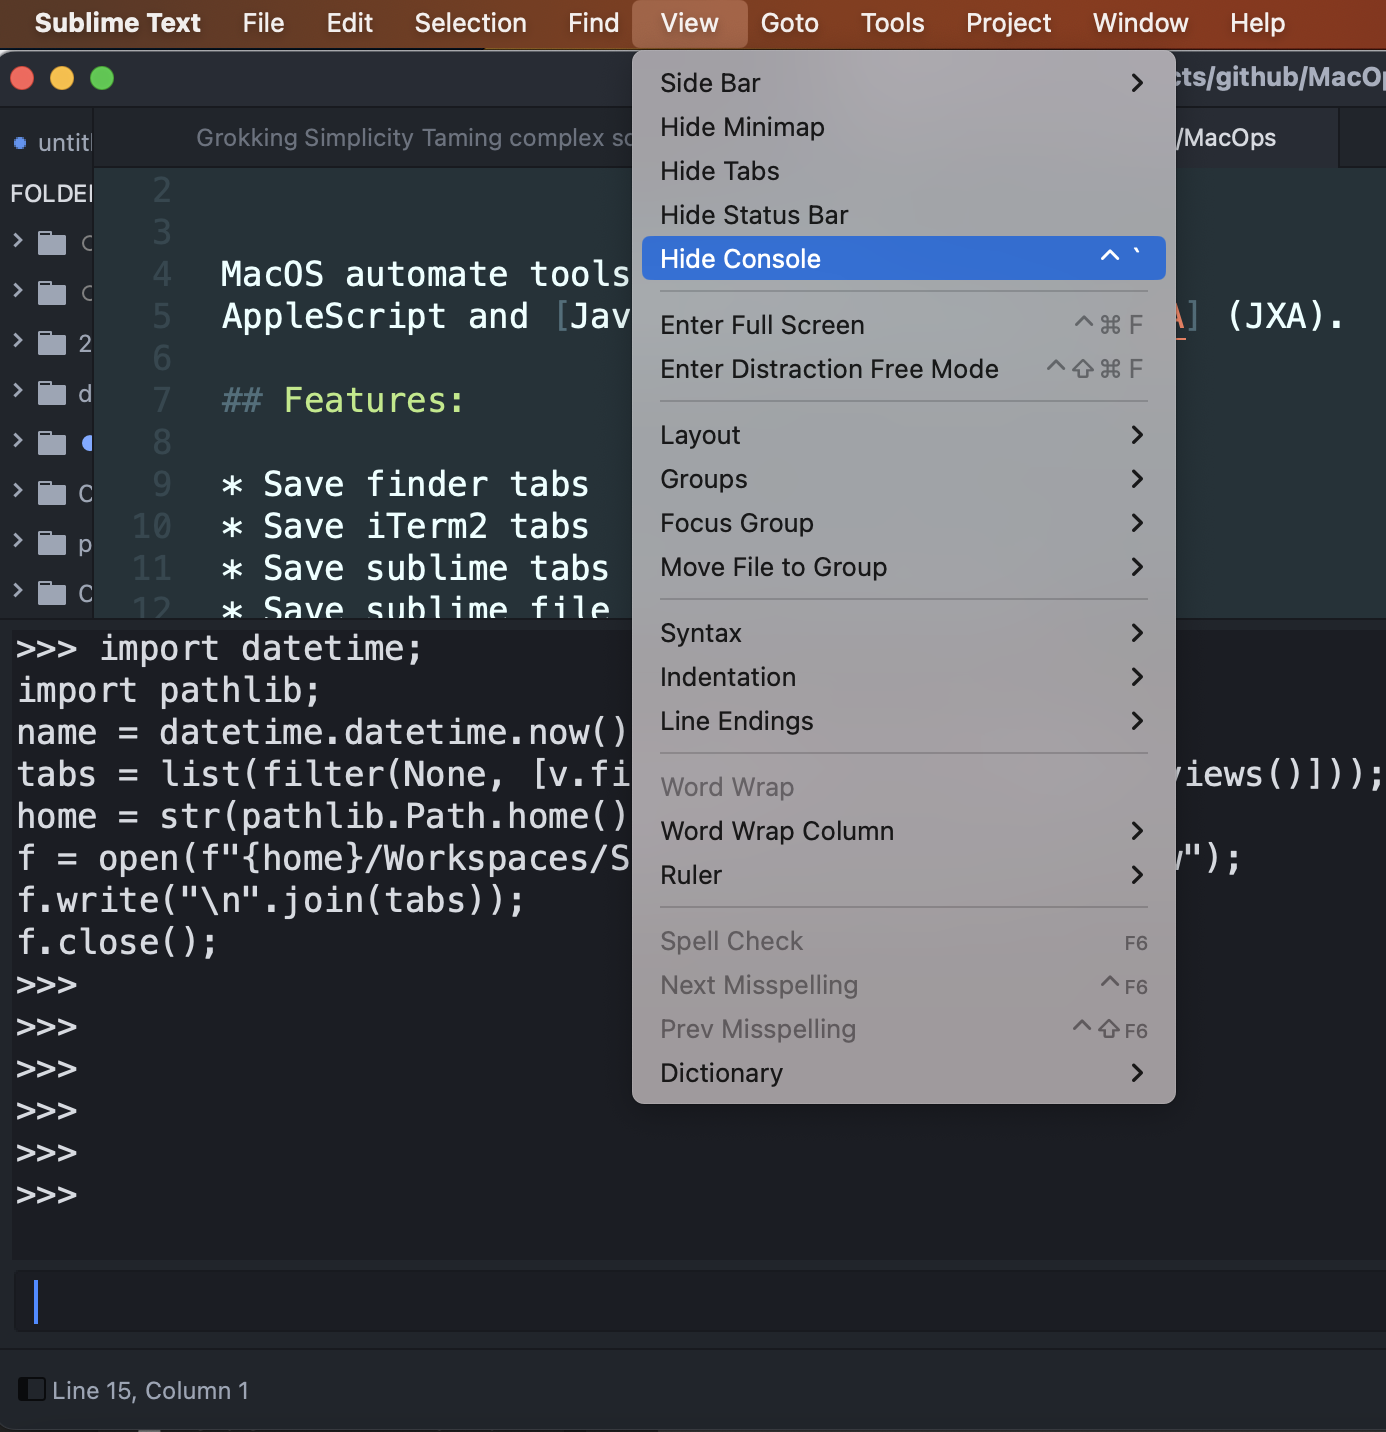 Sublime Text File Edit Selection Find View Goto Tools Project Window Help
cts/github/MacOp
untitl Grokking Simplicity Taming complex so /MacOps
FOLDER
2
3
4 MacOS automate tools
5 AppleScript and [Jav A] (JXA).
6
7 ## Features:
8
9 * Save finder tabs
10 * Save iTerm2 tabs
11 * Save sublime tabs
12 * Save sublime file
2
d
p
Side Bar
Hide Minimap
Hide Tabs
Hide Status Bar
Hide Console ^ `
Enter Full Screen ^⌘F
Enter Distraction Free Mode ^⇧⌘F
Layout
Groups
Focus Group
Move File to Group
Syntax
Indentation
Line Endings
Word Wrap
Word Wrap Column
Ruler
Spell Check F6
Next Misspelling ^F6
Prev Misspelling ^⇧F6
Dictionary
>>> import datetime;
import pathlib;
name = datetime.datetime.now()
tabs = list(filter(None, [v.fi iews()]));
home = str(pathlib.Path.home()
f = open(f"{home}/Workspaces/S w");
f.write("\n".join(tabs));
f.close();
>>>
>>>
>>>
>>>
>>>
>>>
Line 15, Column 1